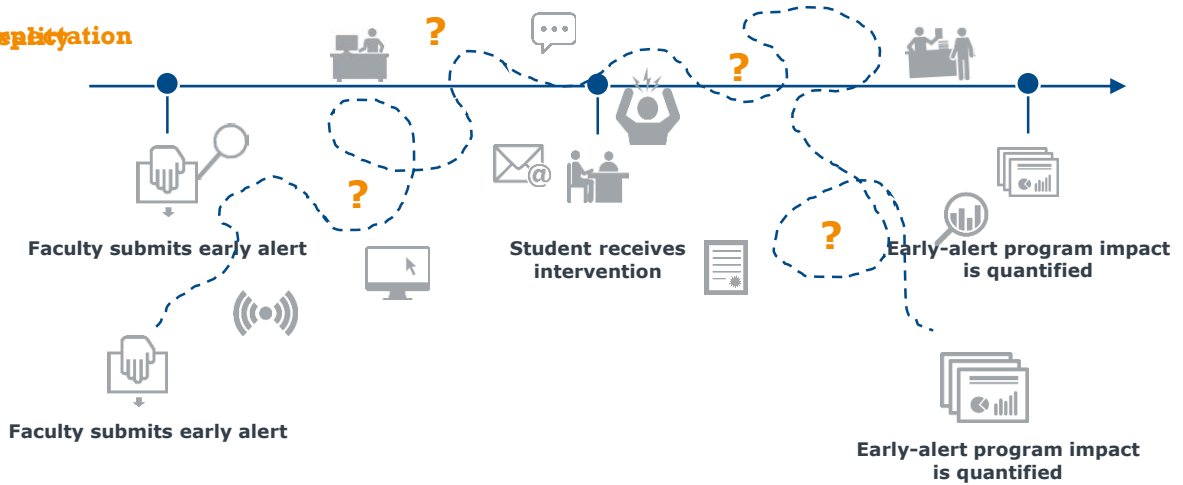 ?
?
?
?
Faculty submits early alert
Student receives
intervention
Early-alert program impact
is quantified
@
Faculty submits early alert
Early-alert program impact
is quantified